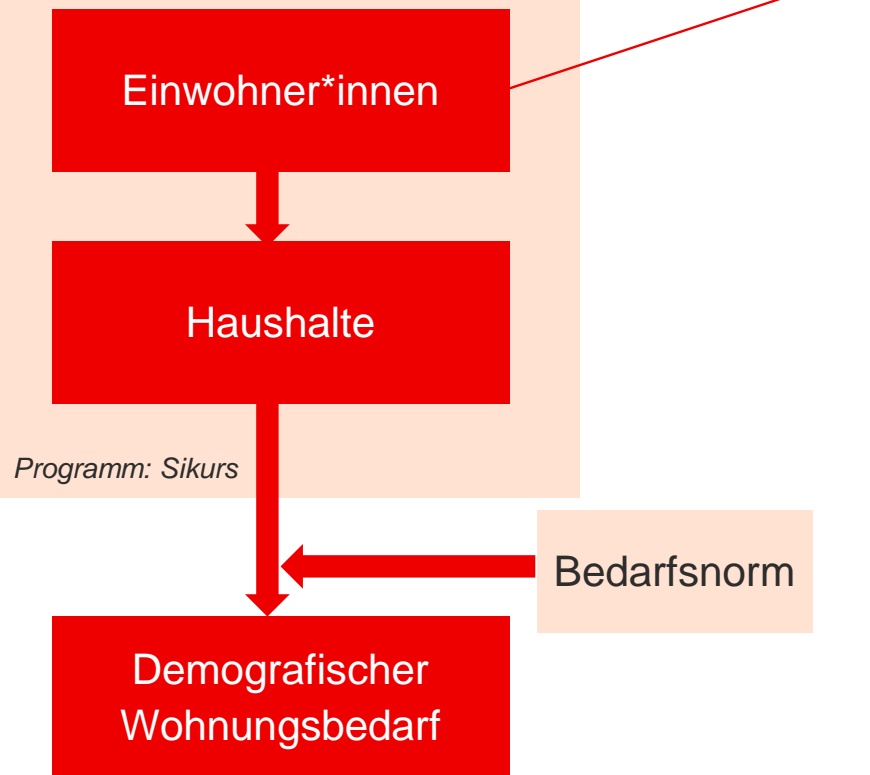 Einwohner*innen
Haushalte
Programm: Sikurs
Bedarfsnorm
Demografischer
Wohnungsbedarf